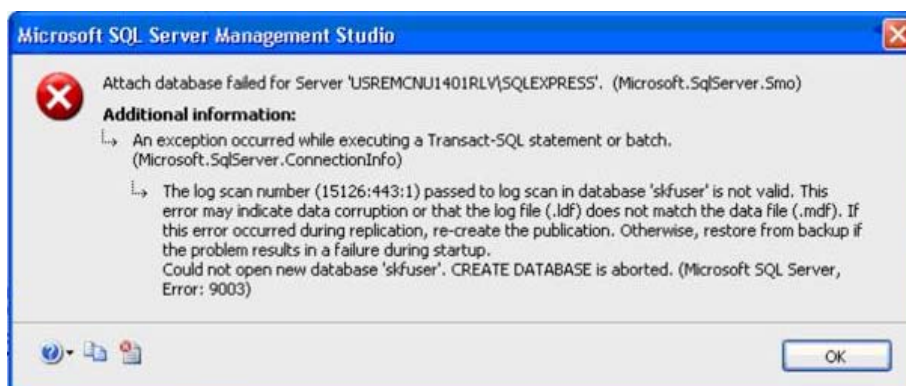 Microsoft SQL Server Management Studio
Attach database failed for Server 'USREMCNU1401RLV\SQLEXPRESS'. (Microsoft.SqlServer.Smo)
Additional information:
An exception occurred while executing a Transact-SQL statement or batch.
(Microsoft.SqlServer.ConnectionInfo)
The log scan number (15126:443:1) passed to log scan in database 'skfuser' is not valid. This
error may indicate data corruption or that the log file (.ldf) does not match the data file (.mdf). If
this error occurred during replication, re-create the publication. Otherwise, restore from backup if
the problem results in a failure during startup.
Could not open new database 'skfuser'. CREATE DATABASE is aborted. (Microsoft SQL Server,
Error: 9003)
OK